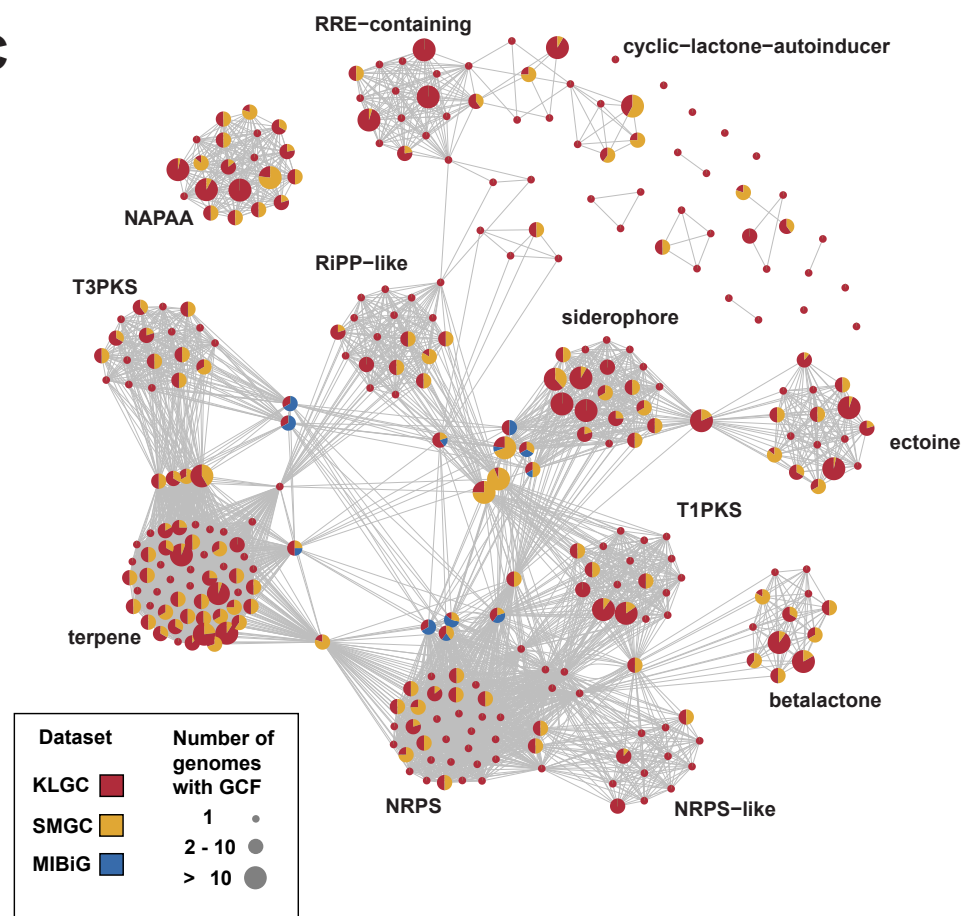 C
RRE−containing
cyclic−lactone−autoinducer
NAPAA
RiPP−like
T3PKS
siderophore
ectoine
T1PKS
terpene
betalactone
NRPS
NRPS−like
Dataset
KLGC
SMGC
MIBiG
Number of
genomes
with GCF
1
2 - 10
> 10